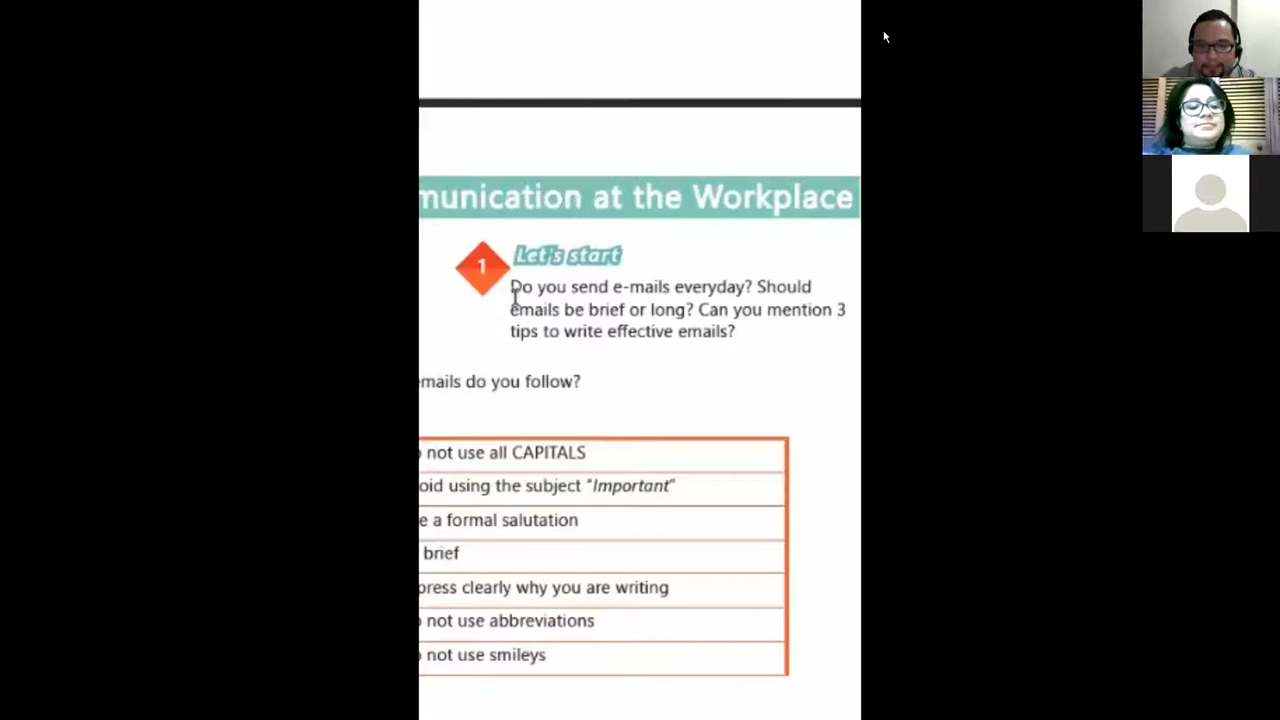 munication at the Workplace
1
Let's start
Do you send e-mails everyday? Should
emails be brief or long? Can you mention 3
tips to write effective emails?
emails do you follow?
o not use all CAPITALS
oid using the subject "Important"
e a formal salutation
brief
press clearly why you are writing
o not use abbreviations
o not use smileys